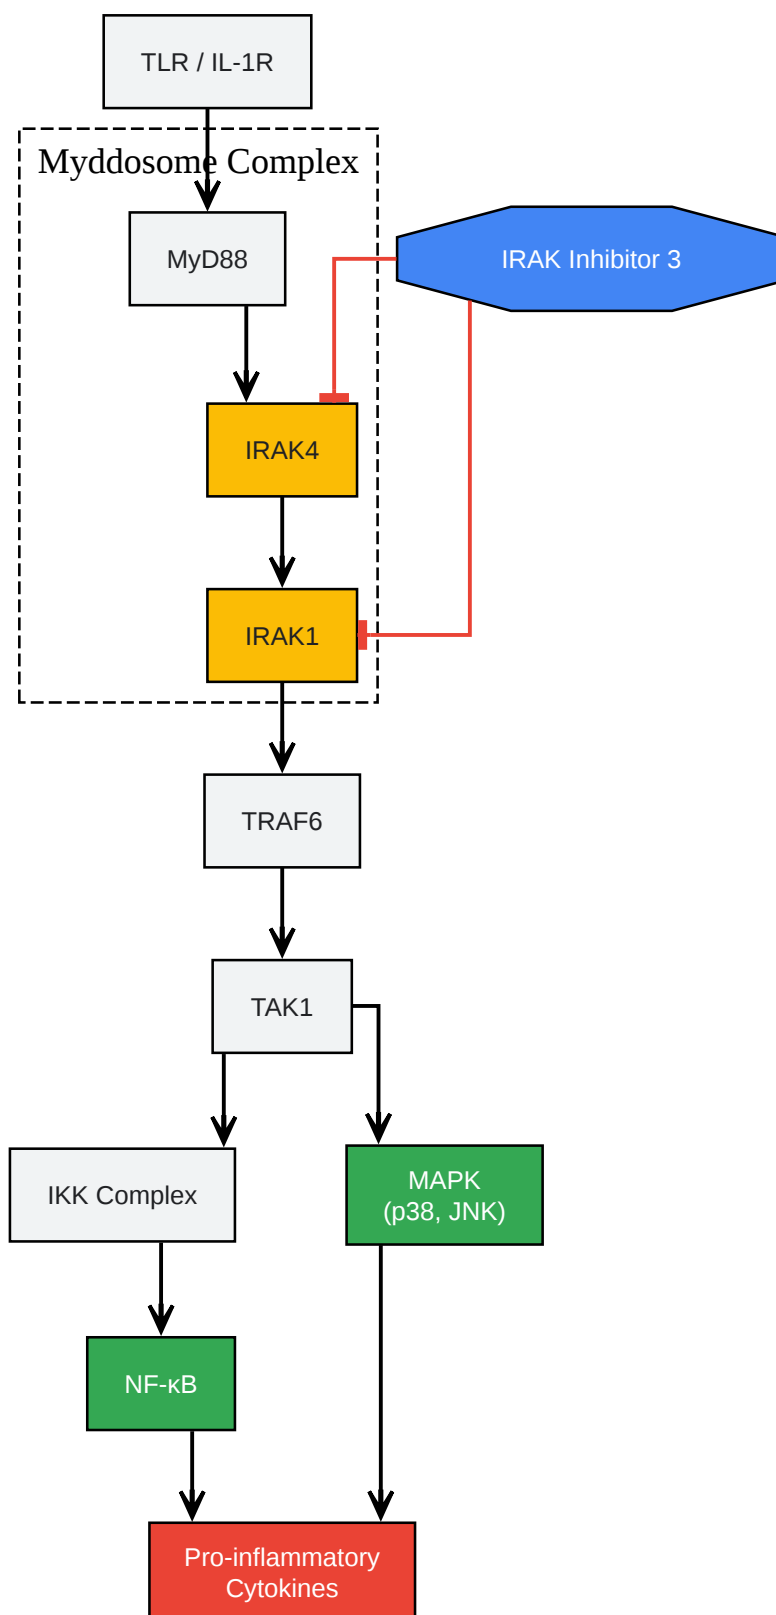 TLR / IL-1R
Myddosome Complex
MyD88
IRAK Inhibitor 3
IRAK4
IRAK1
TRAF6
TAK1
IKK Complex
MAPK
(p38, JNK)
NF-κB
Pro-inflammatory
Cytokines